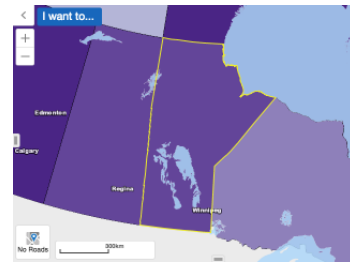 I want to...
Edmonton
Calgary
Regina
Winnipeg
No Roads
300km